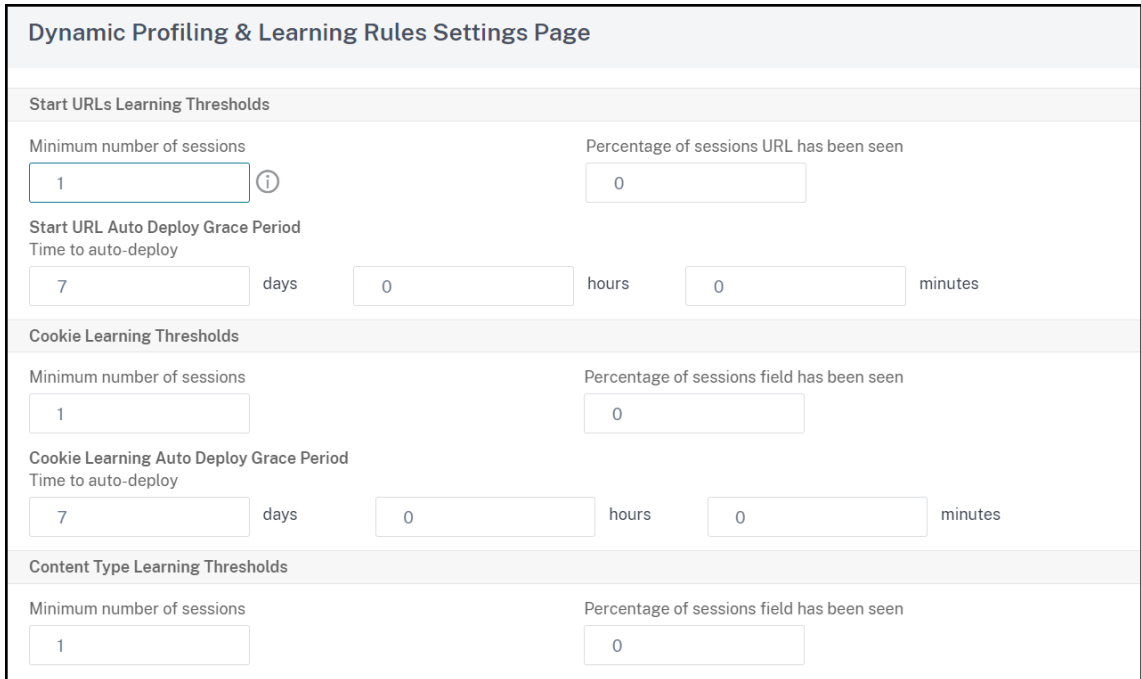 Dynamic Profiling & Learning Rules Settings Page
Start URLs Learning Thresholds
Minimum number of sessions Percentage of sessions URL has been seen
1 0
Start URL Auto Deploy Grace Period
Time to auto-deploy
7 days 0 hours 0 minutes
Cookie Learning Thresholds
Minimum number of sessions Percentage of sessions field has been seen
1 0
Cookie Learning Auto Deploy Grace Period
Time to auto-deploy
7 days 0 hours 0 minutes
Content Type Learning Thresholds
Minimum number of sessions Percentage of sessions field has been seen
1 0